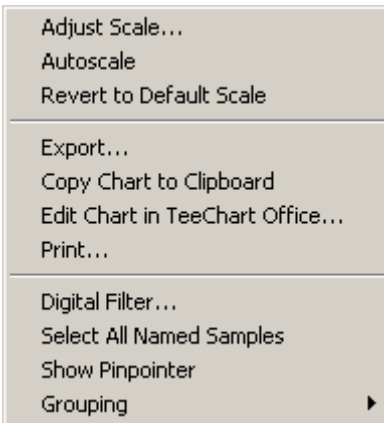 Adjust Scale...
Autoscale
Revert to Default Scale
Export...
Copy Chart to Clipboard
Edit Chart in TeeChart Office...
Print...
Digital Filter...
Select All Named Samples
Show Pinpointer
Grouping